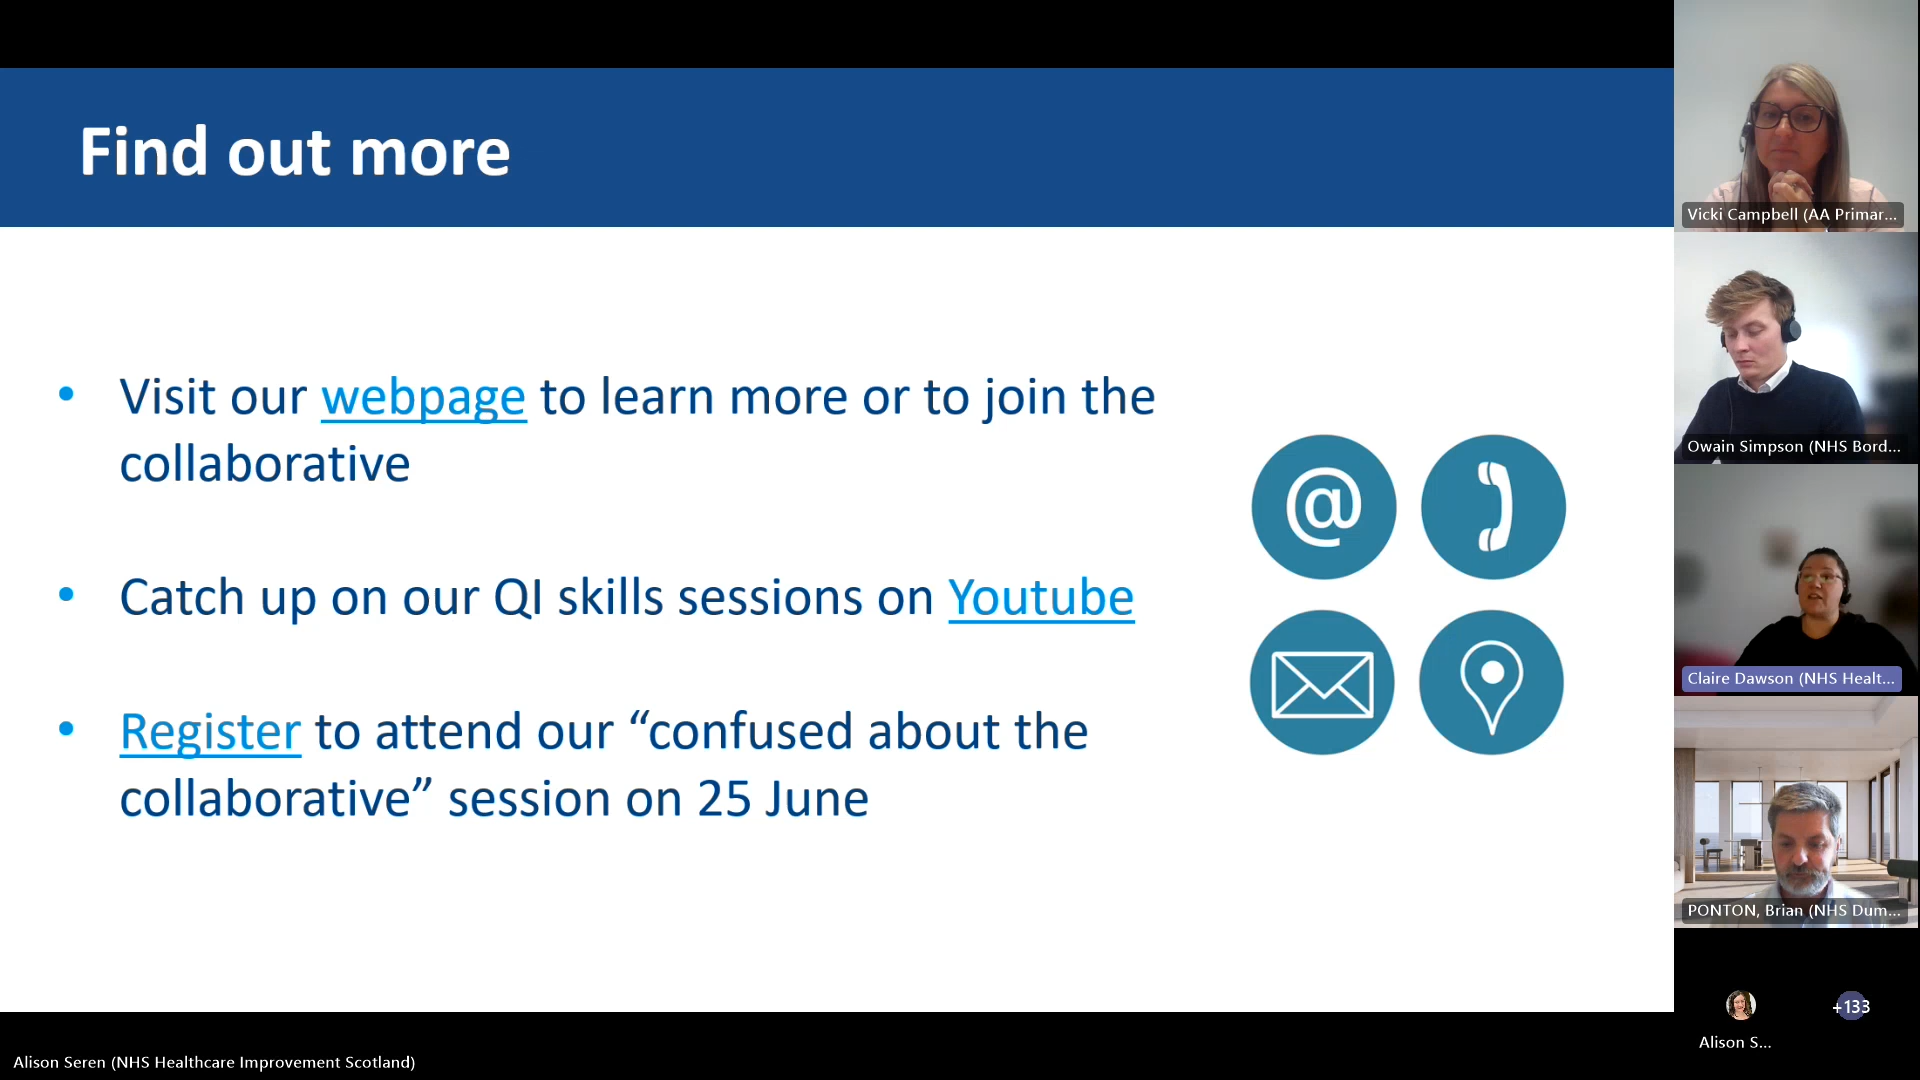 Find out more
• Visit our webpage to learn more or to join the
collaborative
• Catch up on our QI skills sessions on Youtube
• Register to attend our “confused about the
collaborative” session on 25 June
@
Vicki Campbell (AA Primar...
Owain Simpson (NHS Bord...
Claire Dawson (NHS Healt...
PONTON, Brian (NHS Dum...
+133
Alison S...
Alison Seren (NHS Healthcare Improvement Scotland)